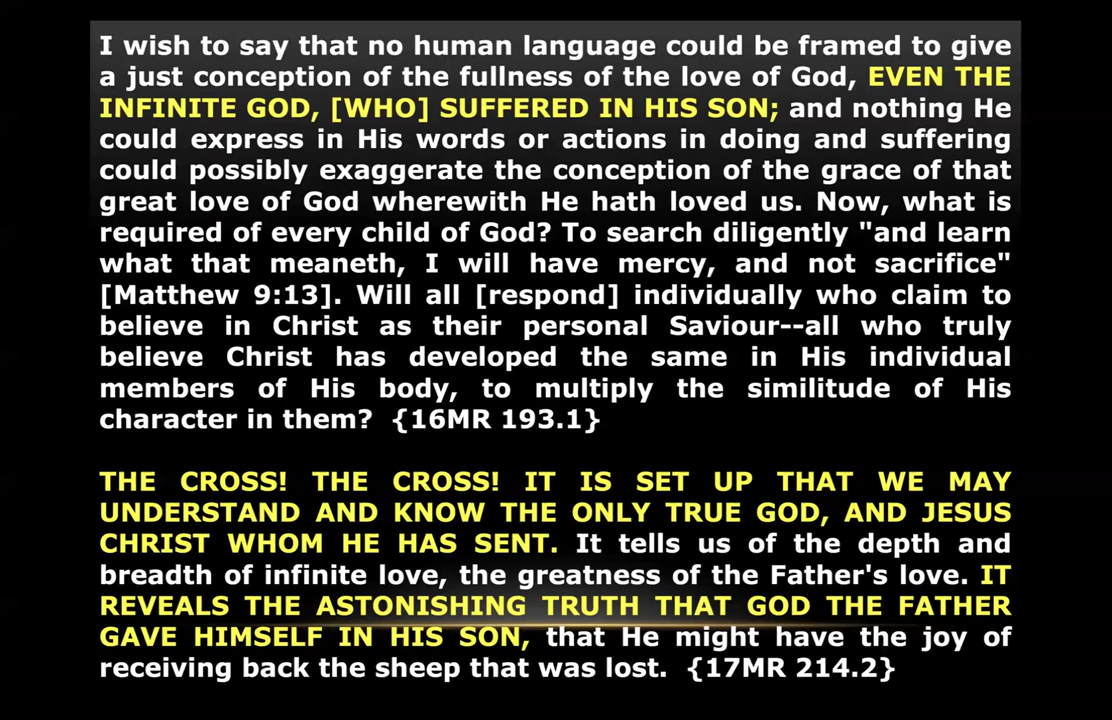 I wish to say that no human language could be framed to give
a just conception of the fullness of the love of God, EVEN THE
INFINITE GOD, [WHO] SUFFERED IN HIS SON; and nothing He
could express in His words or actions in doing and suffering
could possibly exaggerate the conception of the grace of that
great love of God wherewith He hath loved us. Now, what is
required of every child of God? To search diligently "and learn
what that meaneth, I will have mercy, and not sacrifice"
[Matthew 9:13]. Will all [respond] individually who claim to
believe in Christ as their personal Saviour--all who truly
believe Christ has developed the same in His individual
members of His body, to multiply the similitude of His
character in them? {16MR 193.1}
THE CROSS! THE CROSS! IT IS SET UP THAT WE MAY
UNDERSTAND AND KNOW THE ONLY TRUE GOD, AND JESUS
CHRIST WHOM HE HAS SENT. It tells us of the depth and
breadth of infinite love, the greatness of the Father's love. IT
REVEALS THE ASTONISHING TRUTH THAT GOD THE FATHER
GAVE HIMSELF IN HIS SON, that He might have the joy of
receiving back the sheep that was lost. {17MR 214.2}